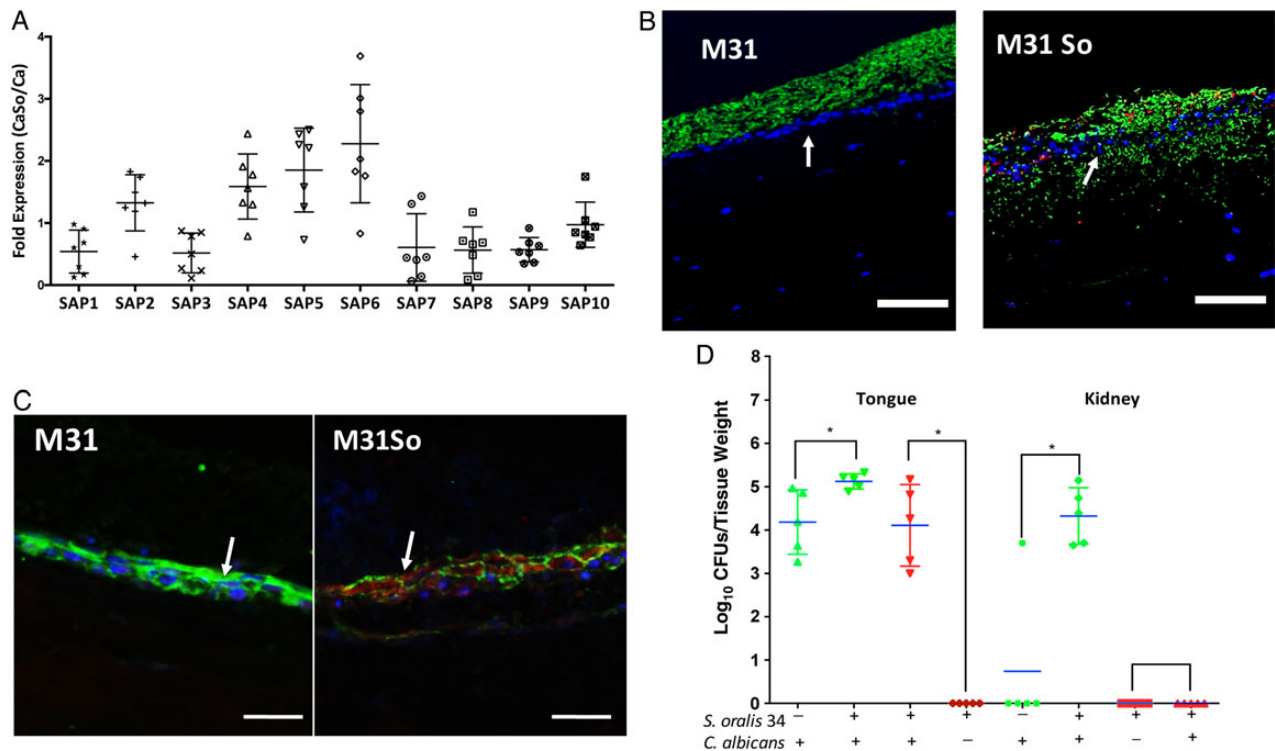 A
Fold Expression (CaSo/Ca)
4
3
2
1
0
SAP1 SAP2 SAP3 SAP4 SAP5 SAP6 SAP7 SAP8 SAP9 SAP10
B
M31
M31 So
C
M31
M31So
D
Log10 CFUs/Tissue Weight
8
7
6
5
4
3
2
1
0
Tongue Kidney
* * *
S. oralis 34 − + + + − + + +
C. albicans + + + − + + − +